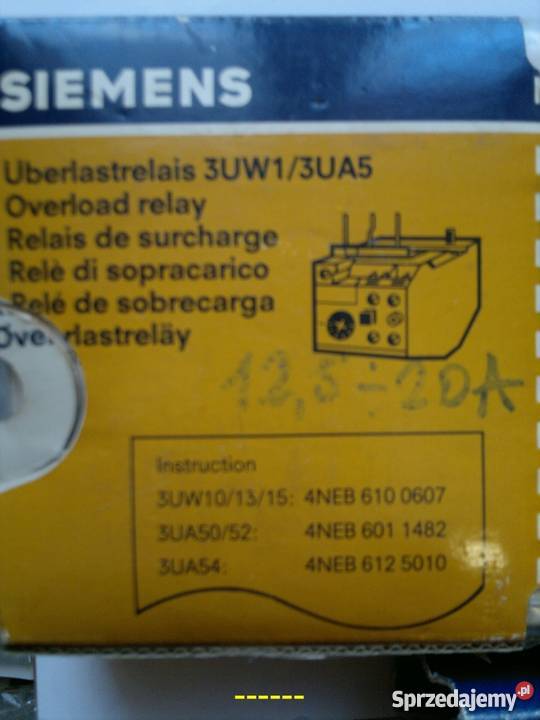 SIEMENS
Uberlastrelais 3UW1/3UA5
Overload relay
Relais de surcharge
Relè di sopracarico
Relé de sobrecarga
Överlastreläy
12,5÷20A
Instruction
3UW10/13/15: 4NEB 610 0607
3UA50/52: 4NEB 601 1482
3UA54: 4NEB 612 5010
Sprzedajemy.pl